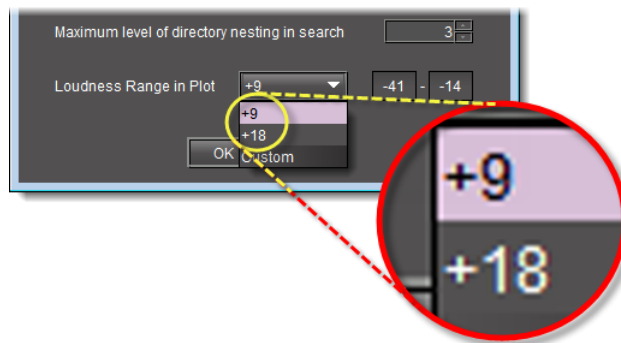 Maximum level of directory nesting in search 3
Loudness Range in Plot +9 -41 - -14
+9
+18
OK Custom
+9
+18